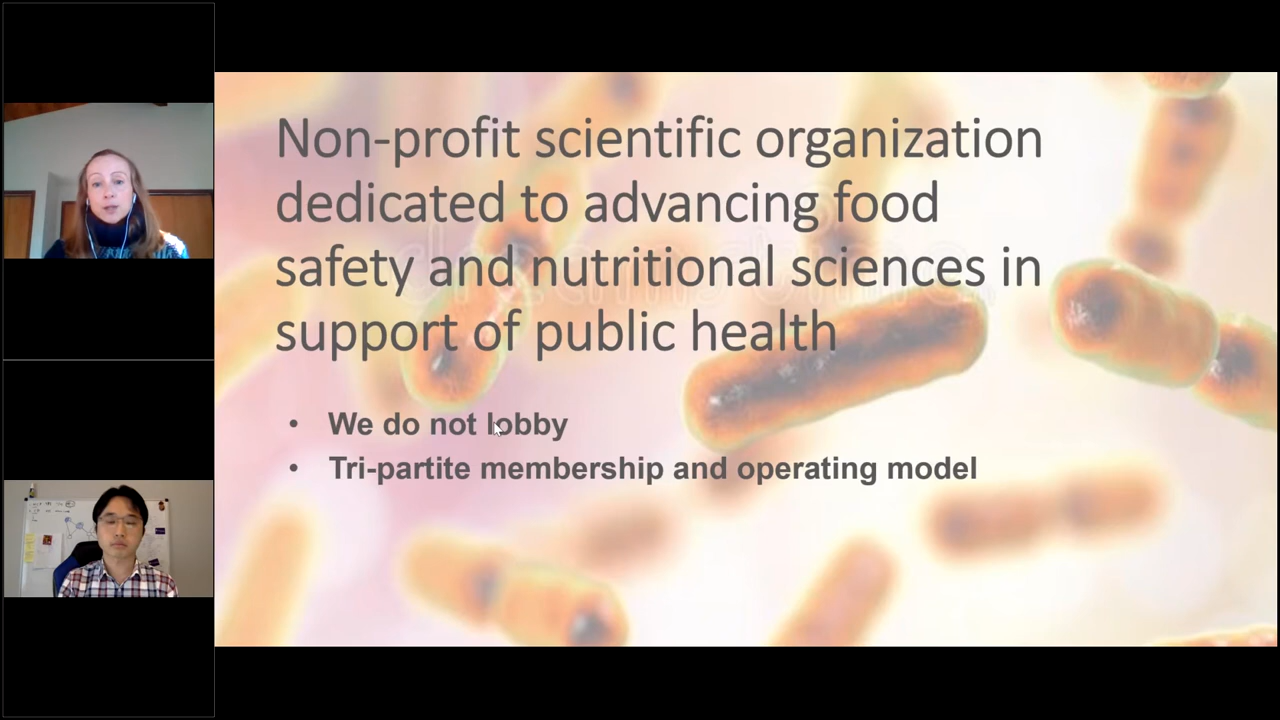 Non-profit scientific organization
dedicated to advancing food
safety and nutritional sciences in
support of public health
• We do not lobby
• Tri-partite membership and operating model